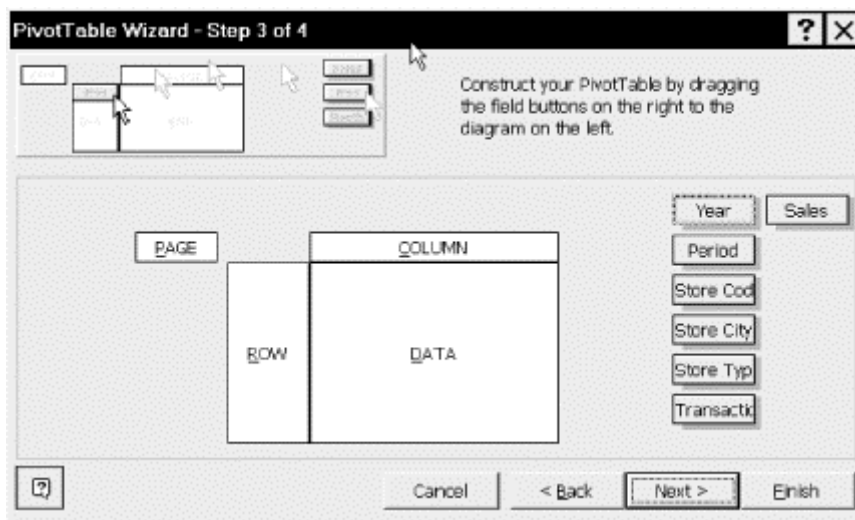 PivotTable Wizard - Step 3 of 4
Construct your PivotTable by dragging
the field buttons on the right to the
diagram on the left.
Year Sales
PAGE COLUMN
Period
Store Cod
Store City
ROW DATA
Store Typ
Transactic
Cancel < Back Next > Finish